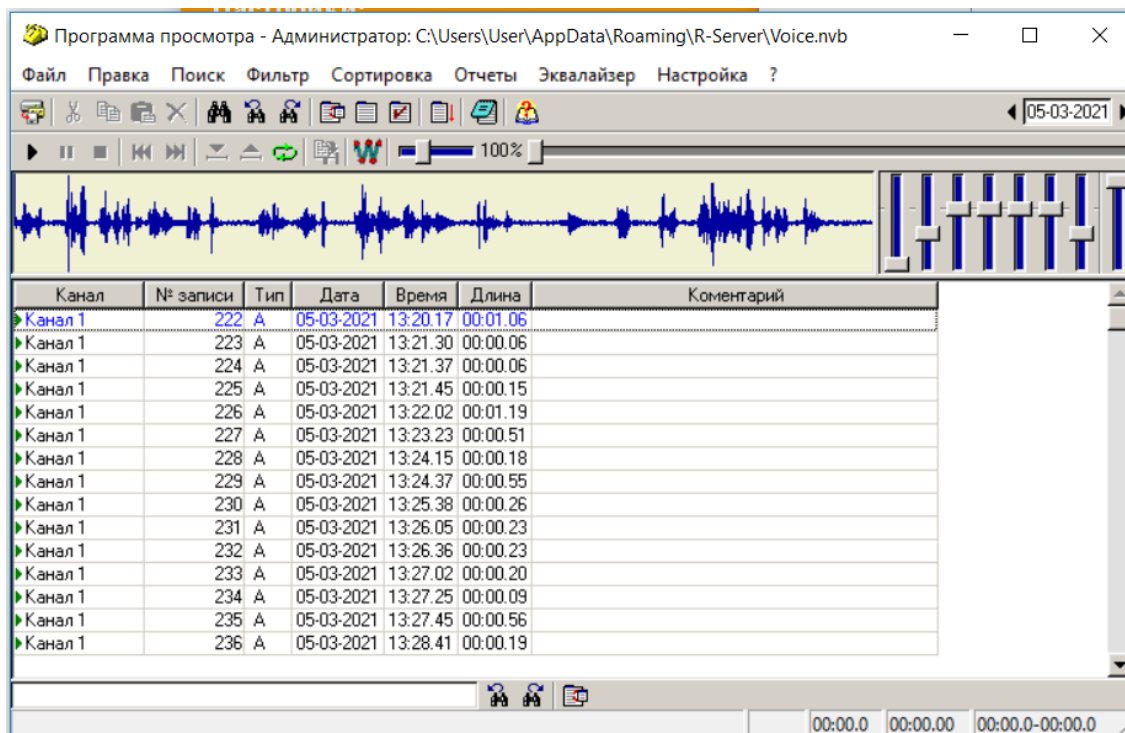 Программа просмотра - Администратор: C:\Users\User\AppData\Roaming\R-Server\Voice.nvb
Файл Правка Поиск Фильтр Сортировка Отчеты Эквалайзер Настройка ?
05-03-2021
100%
Канал № записи Тип Дата Время Длина Коментарий
Канал 1 222 А 05-03-2021 13:20.17 00:01.06
Канал 1 223 А 05-03-2021 13:21.30 00:00.06
Канал 1 224 А 05-03-2021 13:21.37 00:00.06
Канал 1 225 А 05-03-2021 13:21.45 00:00.15
Канал 1 226 А 05-03-2021 13:22.02 00:01.19
Канал 1 227 А 05-03-2021 13:23.23 00:00.51
Канал 1 228 А 05-03-2021 13:24.15 00:00.18
Канал 1 229 А 05-03-2021 13:24.37 00:00.55
Канал 1 230 А 05-03-2021 13:25.38 00:00.26
Канал 1 231 А 05-03-2021 13:26.05 00:00.23
Канал 1 232 А 05-03-2021 13:26.36 00:00.23
Канал 1 233 А 05-03-2021 13:27.02 00:00.20
Канал 1 234 А 05-03-2021 13:27.25 00:00.09
Канал 1 235 А 05-03-2021 13:27.45 00:00.56
Канал 1 236 А 05-03-2021 13:28.41 00:00.19
00:00.0 00:00.00 00:00.0-00:00.0